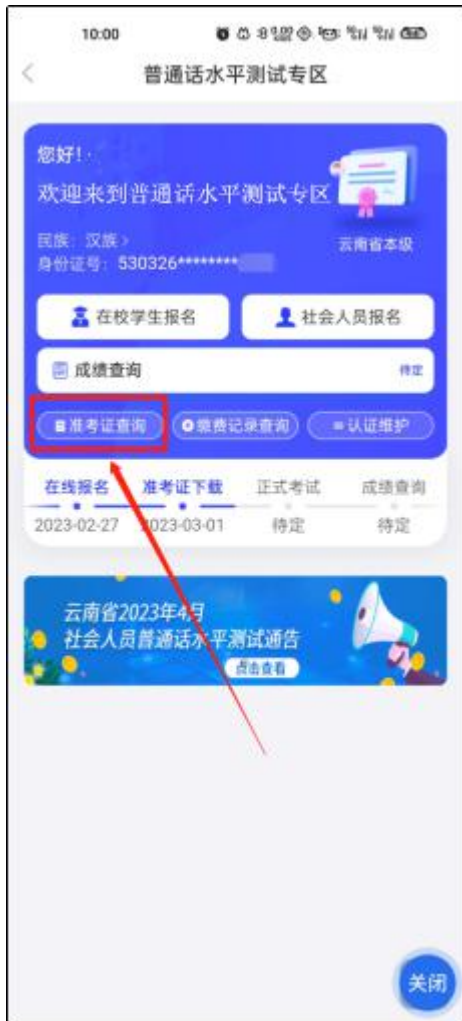 10:00
普通话水平测试专区
您好!·
欢迎来到普通话水平测试专区
民族：汉族>
云南省本级
身份证号：530326********
在校学生报名
社会人员报名
成绩查询
待定
准考证查询
缴费记录查询
认证维护
在线报名 准考证下载 正式考试 成绩查询
2023-02-27 2023-03-01 待定 待定
云南省2023年4月
社会人员普通话水平测试通告
点击查看
关闭